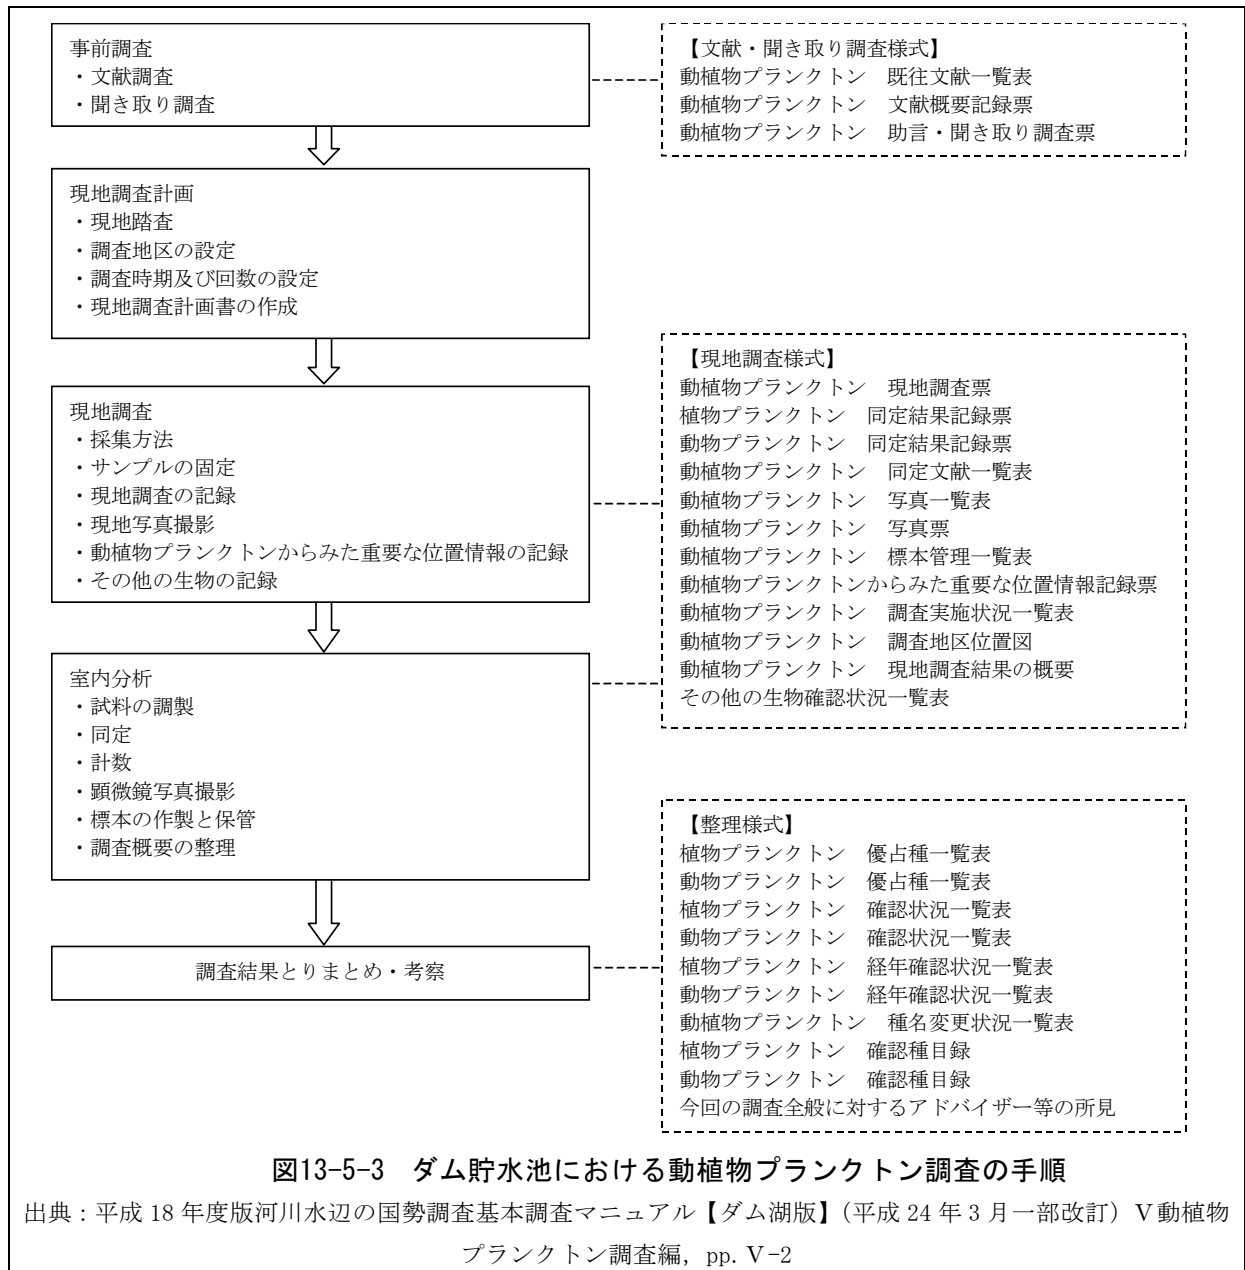 事前調査
・文献調査
・聞き取り調査
【文献・聞き取り調査様式】
動植物プランクトン　既往文献一覧表
動植物プランクトン　文献概要記録票
動植物プランクトン　助言・聞き取り調査票
現地調査計画
・現地踏査
・調査地区の設定
・調査時期及び回数の設定
・現地調査計画書の作成
現地調査
・採集方法
・サンプルの固定
・現地調査の記録
・現地写真撮影
・動植物プランクトンからみた重要な位置情報の記録
・その他の生物の記録
【現地調査様式】
動植物プランクトン　現地調査票
植物プランクトン　同定結果記録票
動物プランクトン　同定結果記録票
動植物プランクトン　同定文献一覧表
動植物プランクトン　写真一覧表
動植物プランクトン　写真票
動植物プランクトン　標本管理一覧表
動植物プランクトンからみた重要な位置情報記録票
動植物プランクトン　調査実施状況一覧表
動植物プランクトン　調査地区位置図
動植物プランクトン　現地調査結果の概要
その他の生物確認状況一覧表
室内分析
・試料の調製
・同定
・計数
・顕微鏡写真撮影
・標本の作製と保管
・調査概要の整理
調査結果とりまとめ・考察
【整理様式】
植物プランクトン　優占種一覧表
動物プランクトン　優占種一覧表
植物プランクトン　確認状況一覧表
動物プランクトン　確認状況一覧表
植物プランクトン　経年確認状況一覧表
動物プランクトン　経年確認状況一覧表
動植物プランクトン　種名変更状況一覧表
植物プランクトン　確認種目録
動物プランクトン　確認種目録
今回の調査全般に対するアドバイザー等の所見
図13-5-3　ダム貯水池における動植物プランクトン調査の手順
出典：平成 18 年度版河川水辺の国勢調査基本調査マニュアル【ダム湖版】（平成 24 年 3 月一部改訂）Ⅴ動植物
プランクトン調査編，pp. Ⅴ-2